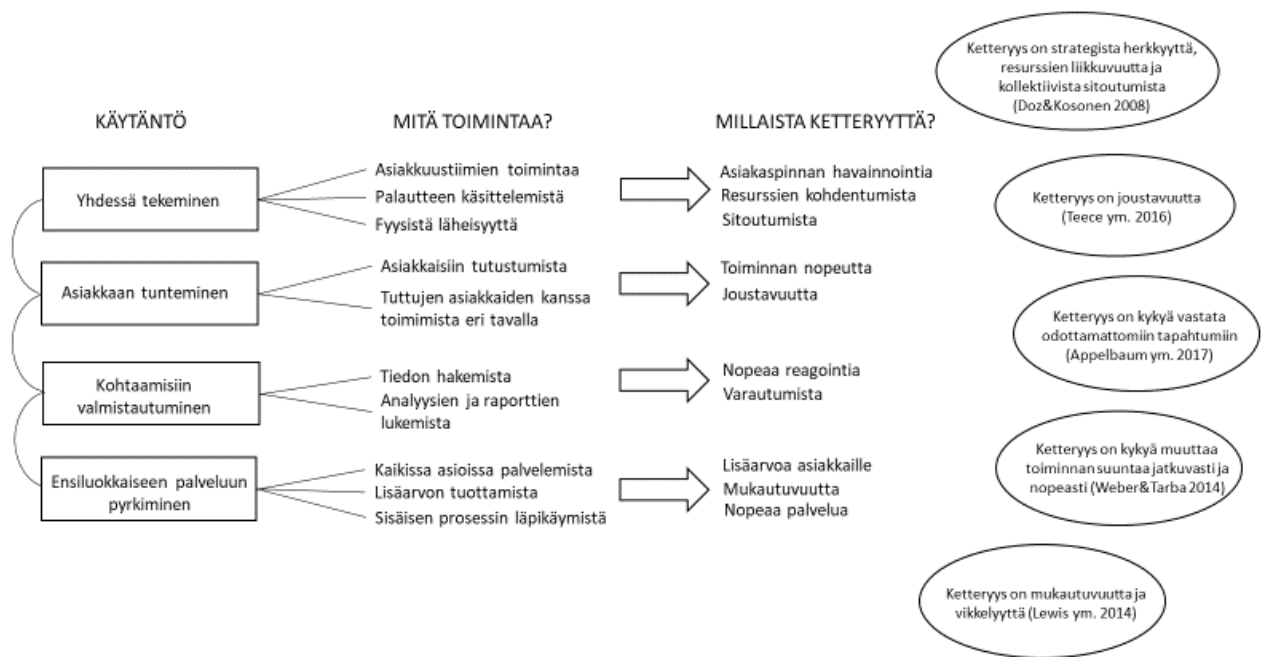 KÄYTÄNTÖ
MITÄ TOIMINTAA?
MILLAISTA KETTERYYTTÄ?
Yhdessä tekeminen
Asiakkuustiimien toimintaa
Palautteen käsittelemistä
Fyysistä läheisyyttä
Asiakaspinnan havainnointia
Resurssien kohdentumista
Sitoutumista
Asiakkaan tunteminen
Asiakkaisiin tutustumista
Tuttujen asiakkaiden kanssa
toimimista eri tavalla
Toiminnan nopeutta
Joustavuutta
Kohtaamisiin
valmistautuminen
Tiedon hakemista
Analyysien ja raporttien
lukemista
Nopeaa reagointia
Varautumista
Ensiluokkaiseen palveluun
pyrkiminen
Kaikissa asioissa palvelemista
Lisäarvon tuottamista
Sisäisen prosessin läpikäymistä
Lisäarvoa asiakkaille
Mukautuvuutta
Nopeaa palvelua
Ketteryys on strategista herkkyyttä,
resurssien liikkuvuutta ja
kollektiivista sitoutumista
(Doz&Kosonen 2008)
Ketteryys on joustavuutta
(Teece ym. 2016)
Ketteryys on kykyä vastata
odottamattomiin tapahtumiin
(Appelbaum ym. 2017)
Ketteryys on kykyä muuttaa
toiminnan suuntaa jatkuvasti ja
nopeasti (Weber&Tarba 2014)
Ketteryys on mukautuvuutta ja
vikkelyyttä (Lewis ym. 2014)